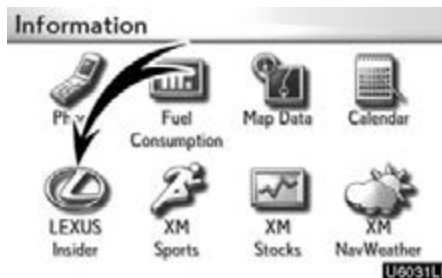 Information
Fuel Map Data Calendar
Consumption
LEXUS XM XM XM
Insider Sports Stocks NavWeather
U6031L